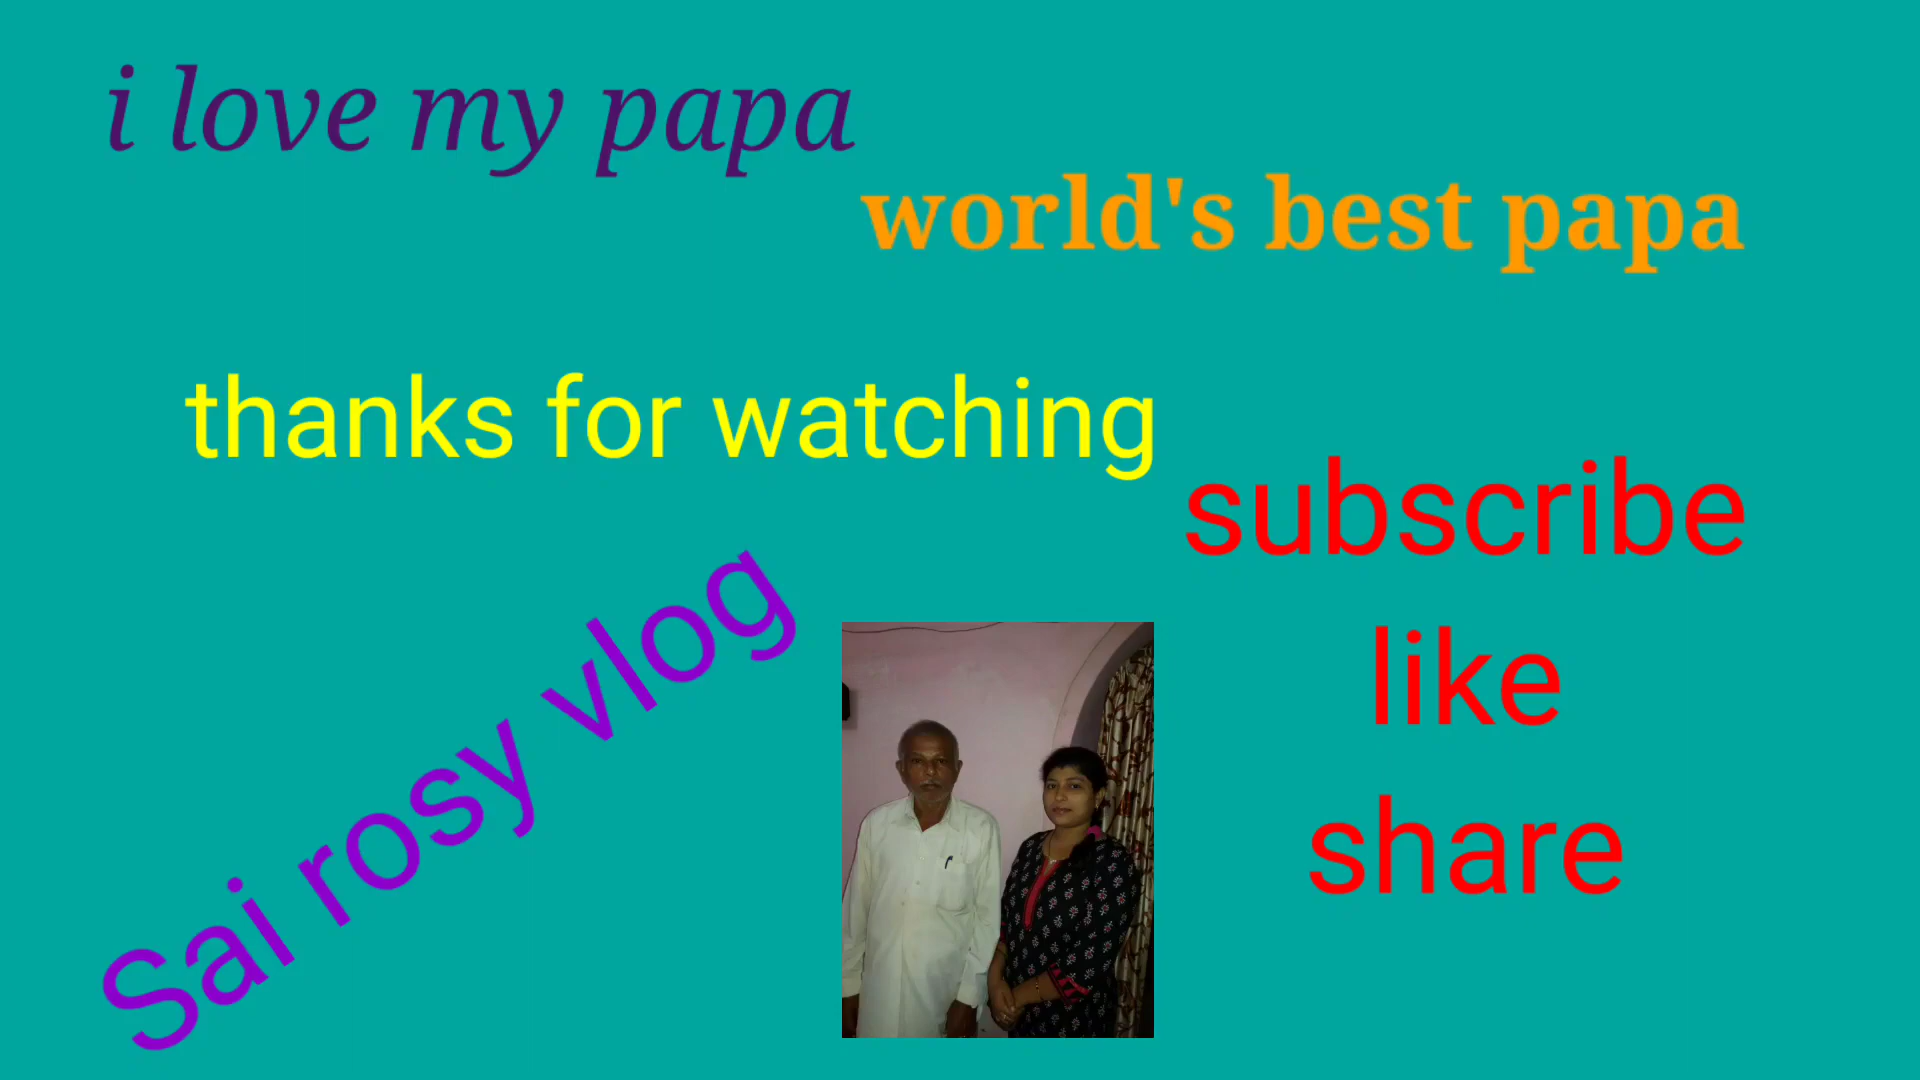 i love my papa
world's best papa
thanks for watching
subscribe
like
share
Sai rosy vlog